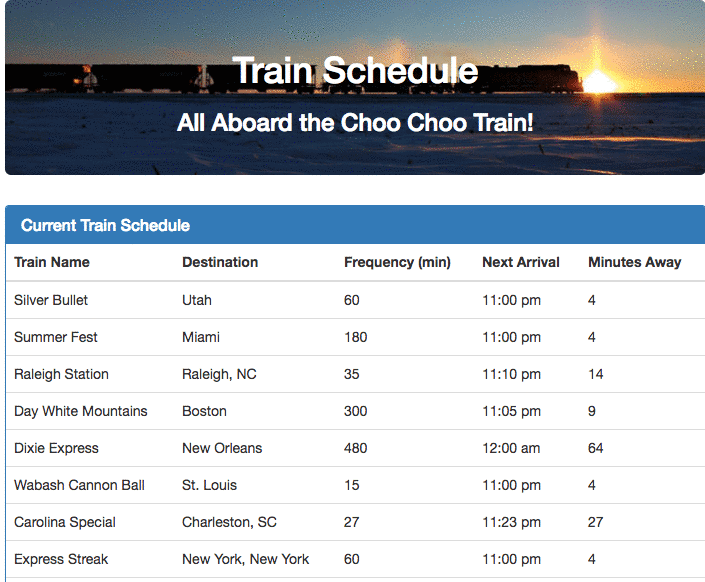 Train Schedule
All Aboard the Choo Choo Train!
Current Train Schedule
Train Name Destination Frequency (min) Next Arrival Minutes Away
Silver Bullet Utah 60 11:00 pm 4
Summer Fest Miami 180 11:00 pm 4
Raleigh Station Raleigh, NC 35 11:10 pm 14
Day White Mountains Boston 300 11:05 pm 9
Dixie Express New Orleans 480 12:00 am 64
Wabash Cannon Ball St. Louis 15 11:00 pm 4
Carolina Special Charleston, SC 27 11:23 pm 27
Express Streak New York, New York 60 11:00 pm 4